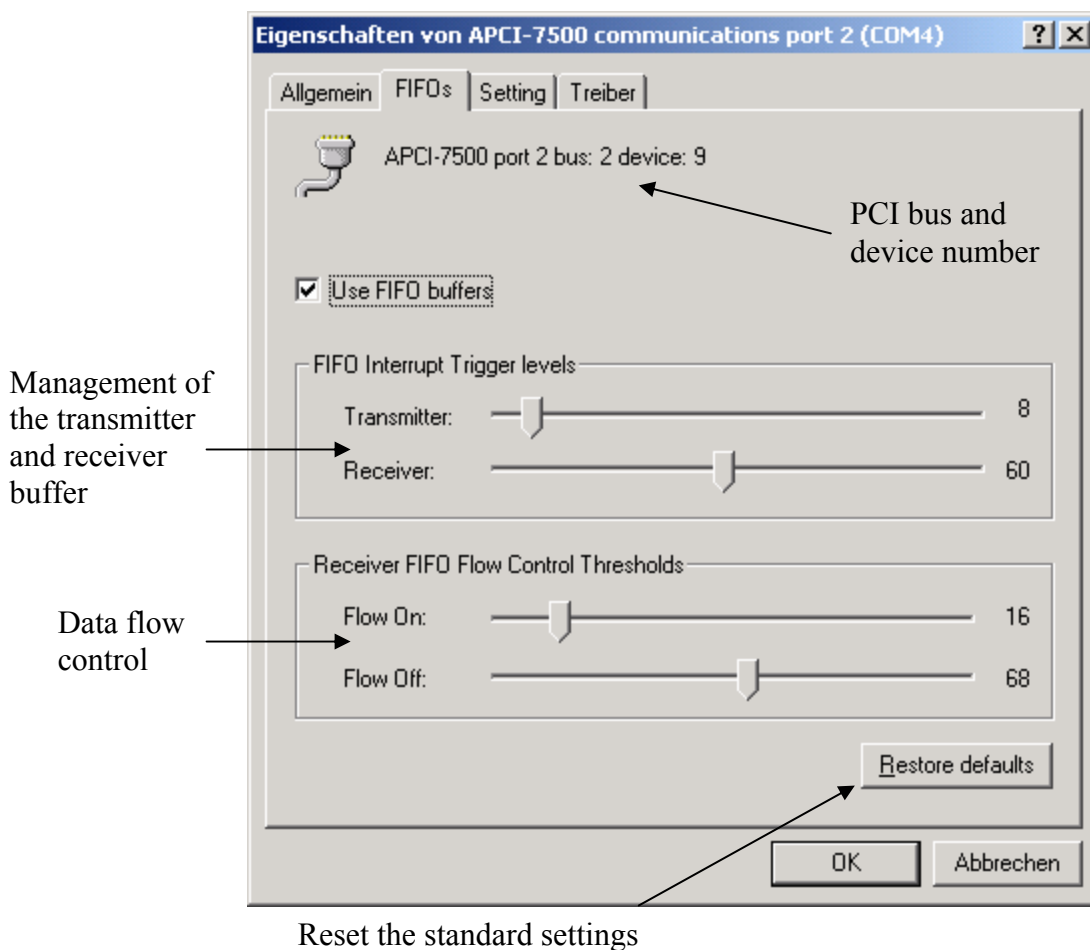 Eigenschaften von APCI-7500 communications port 2 (COM4)
Allgemein FIFOs Setting Treiber
APCI-7500 port 2 bus: 2 device: 9
PCI bus and
device number
Use FIFO buffers
FIFO Interrupt Trigger levels
Transmitter: 8
Receiver: 60
Management of
the transmitter
and receiver
buffer
Receiver FIFO Flow Control Thresholds
Flow On: 16
Flow Off: 68
Data flow
control
Restore defaults
OK Abbrechen
Reset the standard settings